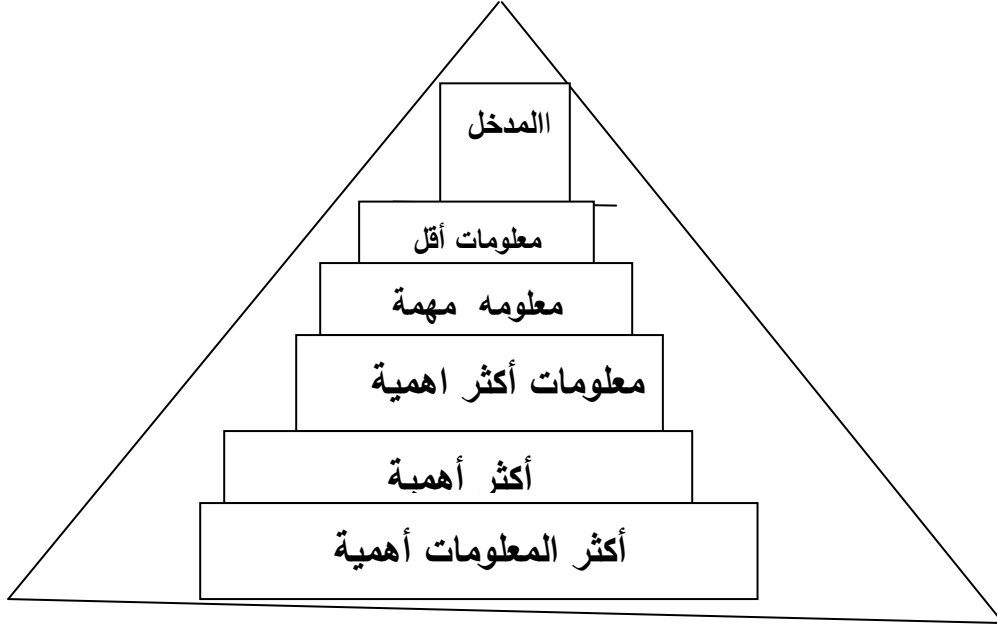 االمدخل
معلومات أقل
معلومه مهمة
معلومات أكثر اهمية
أكثر أهمية
أكثر المعلومات أهمية